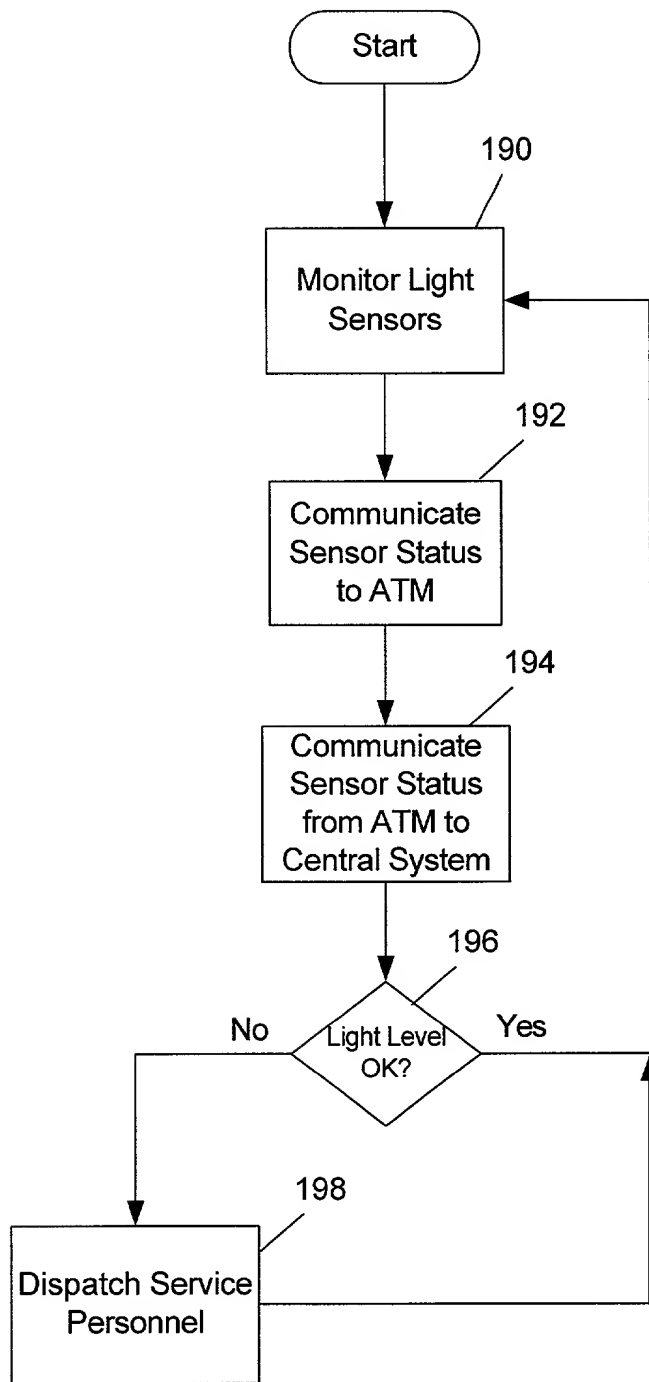 Start
190
Monitor Light
Sensors
192
Communicate
Sensor Status
to ATM
194
Communicate
Sensor Status
from ATM to
Central System
196
No
Light Level
OK?
Yes
198
Dispatch Service
Personnel